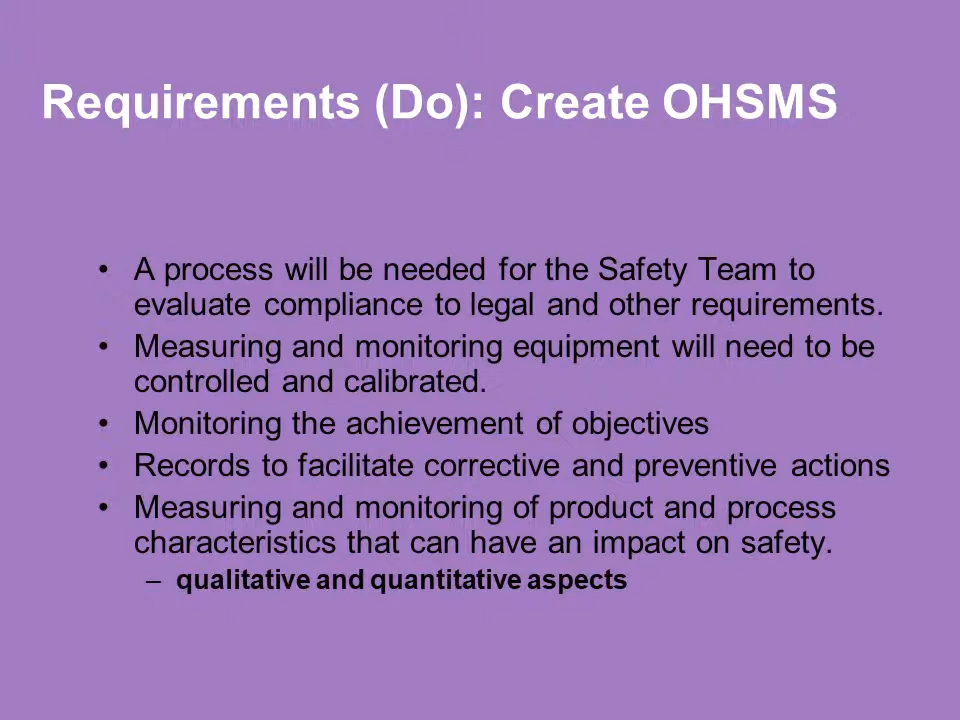 Requirements (Do): Create OHSMS
• A process will be needed for the Safety Team to
evaluate compliance to legal and other requirements.
• Measuring and monitoring equipment will need to be
controlled and calibrated.
• Monitoring the achievement of objectives
• Records to facilitate corrective and preventive actions
• Measuring and monitoring of product and process
characteristics that can have an impact on safety.
– qualitative and quantitative aspects